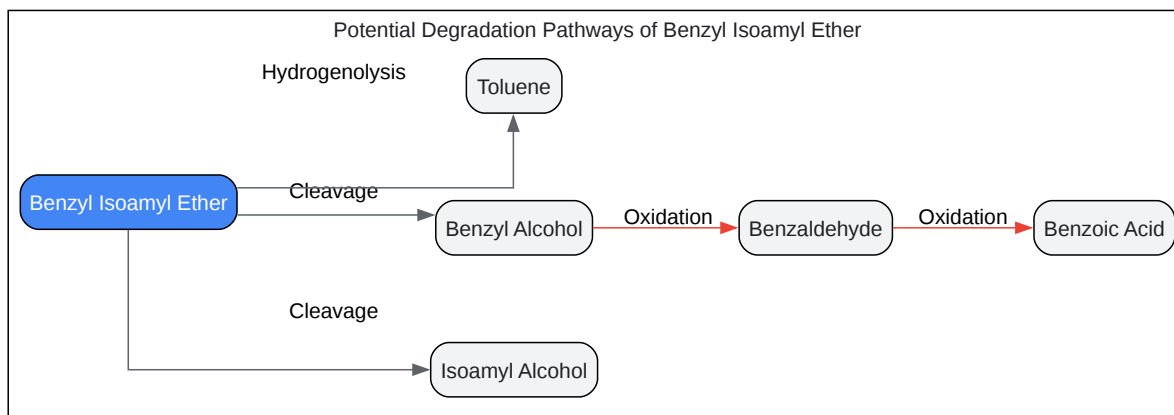 Potential Degradation Pathways of Benzyl Isoamyl Ether
Hydrogenolysis
Toluene
Benzyl Isoamyl Ether
Cleavage
Benzyl Alcohol
Oxidation
Benzaldehyde
Oxidation
Benzoic Acid
Cleavage
Isoamyl Alcohol